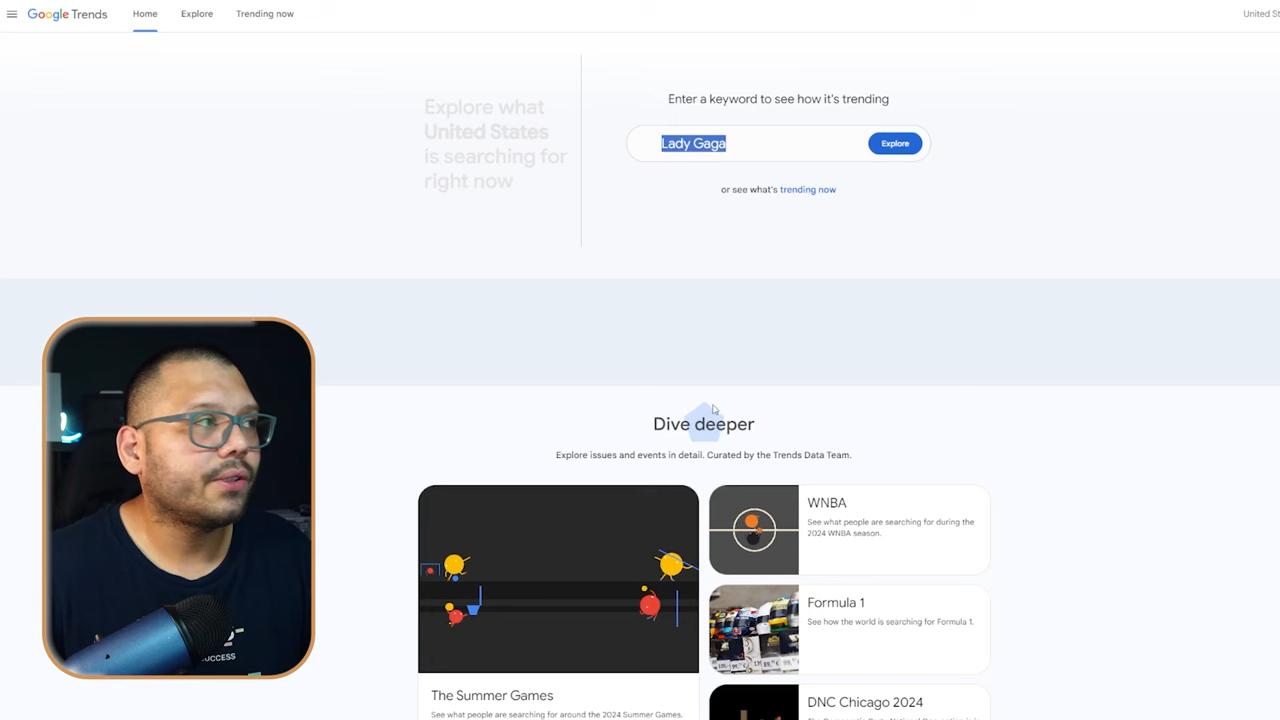 Google Trends
Home
Explore
Trending now
United St
Explore what
United States
is searching for
right now
Enter a keyword to see how it's trending
Lady Gaga
Explore
or see what's trending now
Dive deeper
Explore issues and events in detail. Curated by the Trends Data Team.
WNBA
See what people are searching for during the
2024 WNBA season.
Formula 1
See how the world is searching for Formula 1.
The Summer Games
See what people are searching for around the 2024 Summer Games.
DNC Chicago 2024
SUCCESS